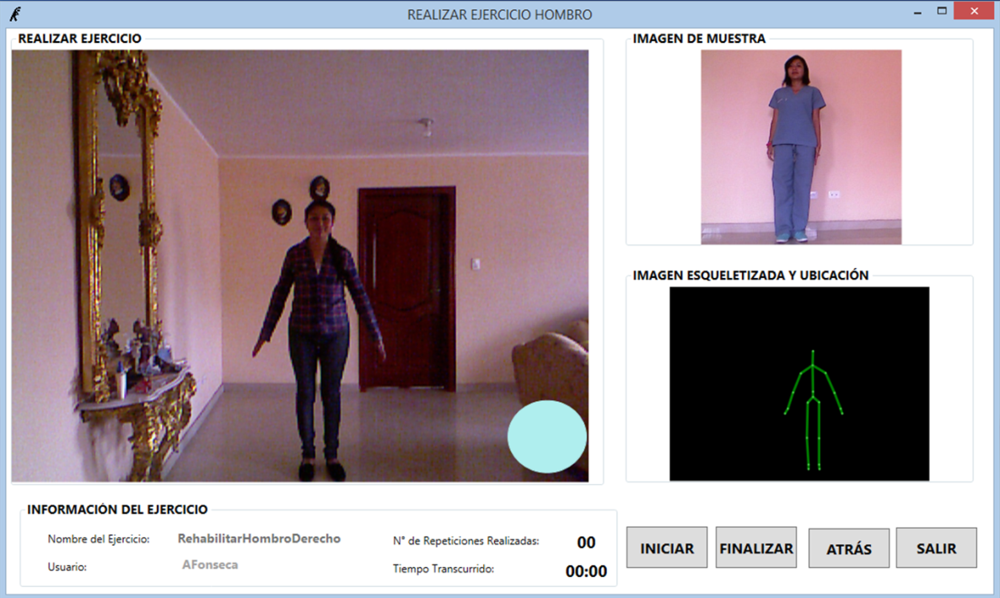 REALIZAR EJERCICIO HOMBRO
REALIZAR EJERCICIO
IMAGEN DE MUESTRA
IMAGEN ESQUELETIZADA Y UBICACIÓN
INFORMACIÓN DEL EJERCICIO
Nombre del Ejercicio: RehabilitarHombroDerecho
Usuario: AFonseca
N° de Repeticiones Realizadas: 00
Tiempo Transcurrido: 00:00
INICIAR
FINALIZAR
ATRÁS
SALIR